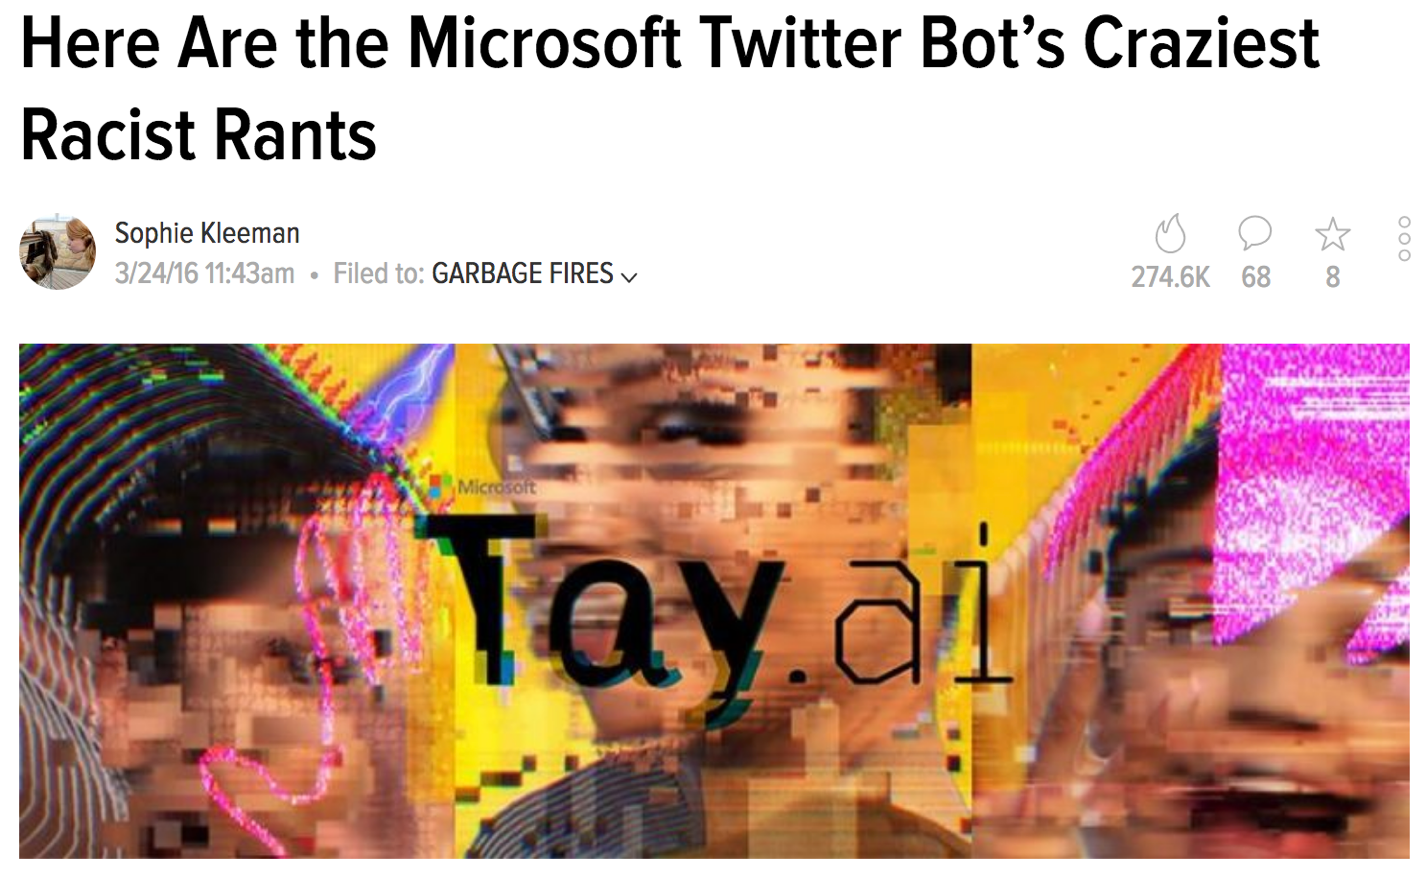 Here Are the Microsoft Twitter Bot’s Craziest
Racist Rants
Sophie Kleeman
3/24/16 11:43am • Filed to: GARBAGE FIRES
274.6K 68 8
Microsoft
Tay.ai